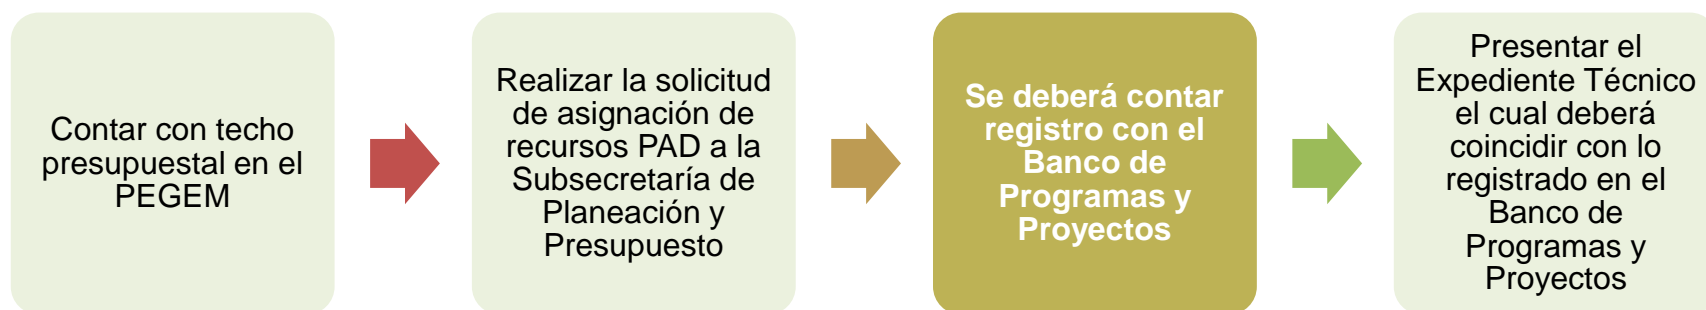 Contar con techo
presupuestal en el
PEGEM
Realizar la solicitud
de asignación de
recursos PAD a la
Subsecretaría de
Planeación y
Presupuesto
Se deberá contar
registro con el
Banco de
Programas y
Proyectos
Presentar el
Expediente Técnico
el cual deberá
coincidir con lo
registrado en el
Banco de
Programas y
Proyectos